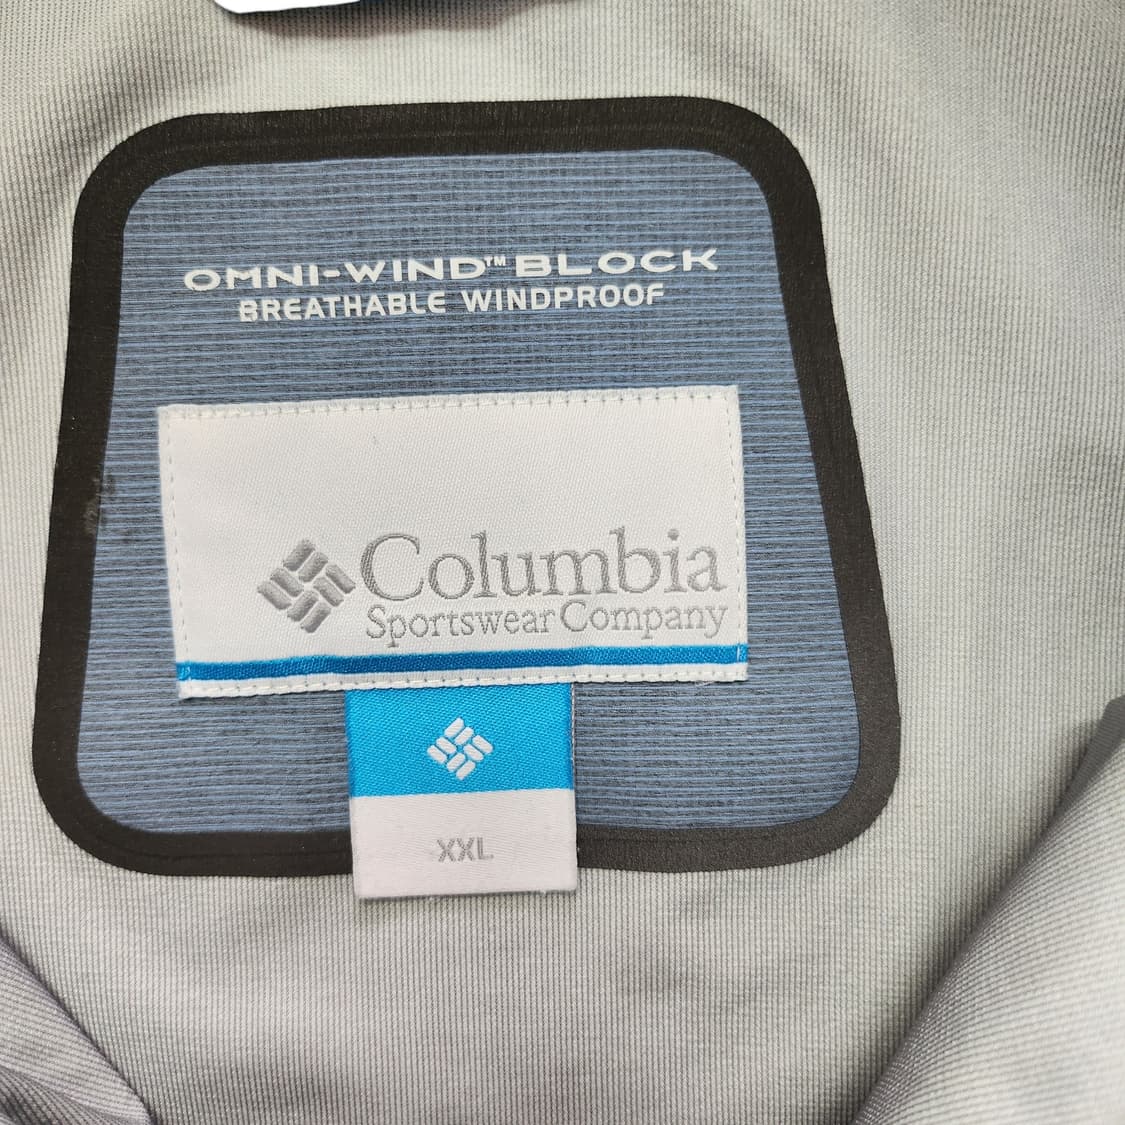 OMNI-WIND™ BLOCK
BREATHABLE WINDPROOF
Columbia
Sportswear Company
XXL